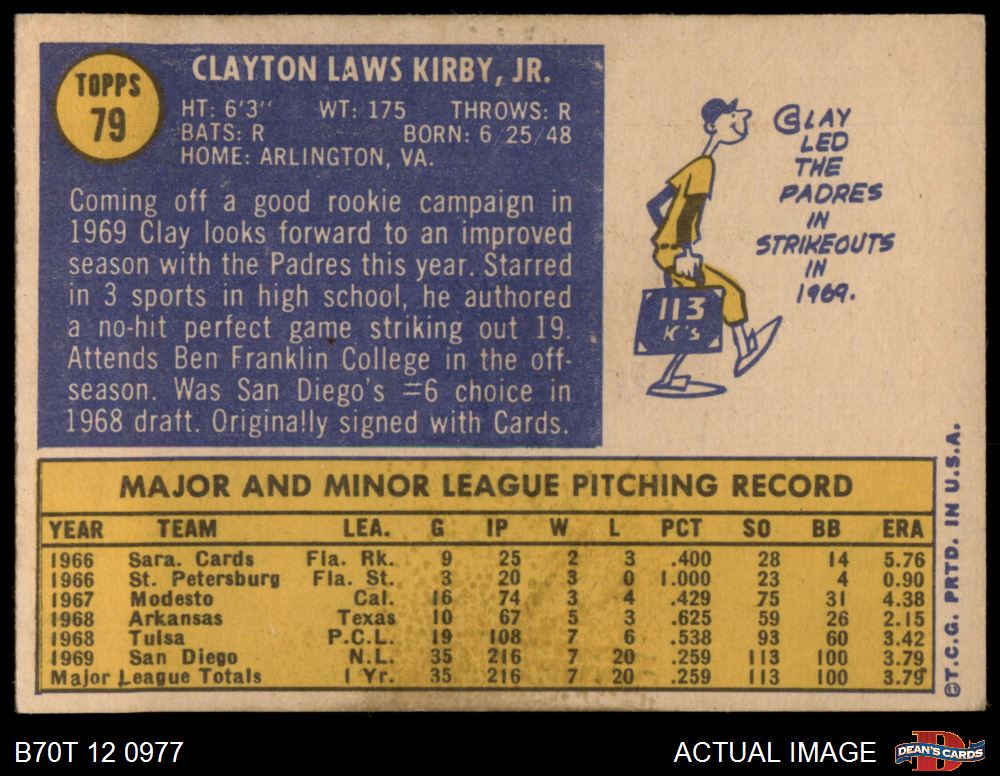 TOPPS
79
CLAYTON LAWS KIRBY, JR.
HT: 6'3" WT: 175 THROWS: R
BATS: R BORN: 6/25/48
HOME: ARLINGTON, VA.
Coming off a good rookie campaign in
1969 Clay looks forward to an improved
season with the Padres this year. Starred
in 3 sports in high school, he authored
a no-hit perfect game striking out 19.
Attends Ben Franklin College in the off-
season. Was San Diego's #6 choice in
1968 draft. Originally signed with Cards.
CLAY
LED
THE
PADRES
IN
STRIKEOUTS
IN
1969.
113
K's
MAJOR AND MINOR LEAGUE PITCHING RECORD
YEAR TEAM LEA. G IP W L PCT SO BB ERA
1966 Sara. Cards Fla. Rk. 9 25 2 3 .400 28 14 5.76
1966 St. Petersburg Fla. St. 3 20 3 0 1.000 23 4 0.90
1967 Modesto Cal. 16 74 3 4 .429 75 31 4.38
1968 Arkansas Texas 10 67 5 3 .625 59 26 2.15
1968 Tulsa P.C.L. 19 108 7 6 .538 93 60 3.42
1969 San Diego N.L. 35 216 7 20 .259 113 100 3.79
Major League Totals 1 Yr. 35 216 7 20 .259 113 100 3.79
©T.C.G. PRTD. IN U.S.A.
B70T 12 0977
ACTUAL IMAGE
DEAN'S CARDS